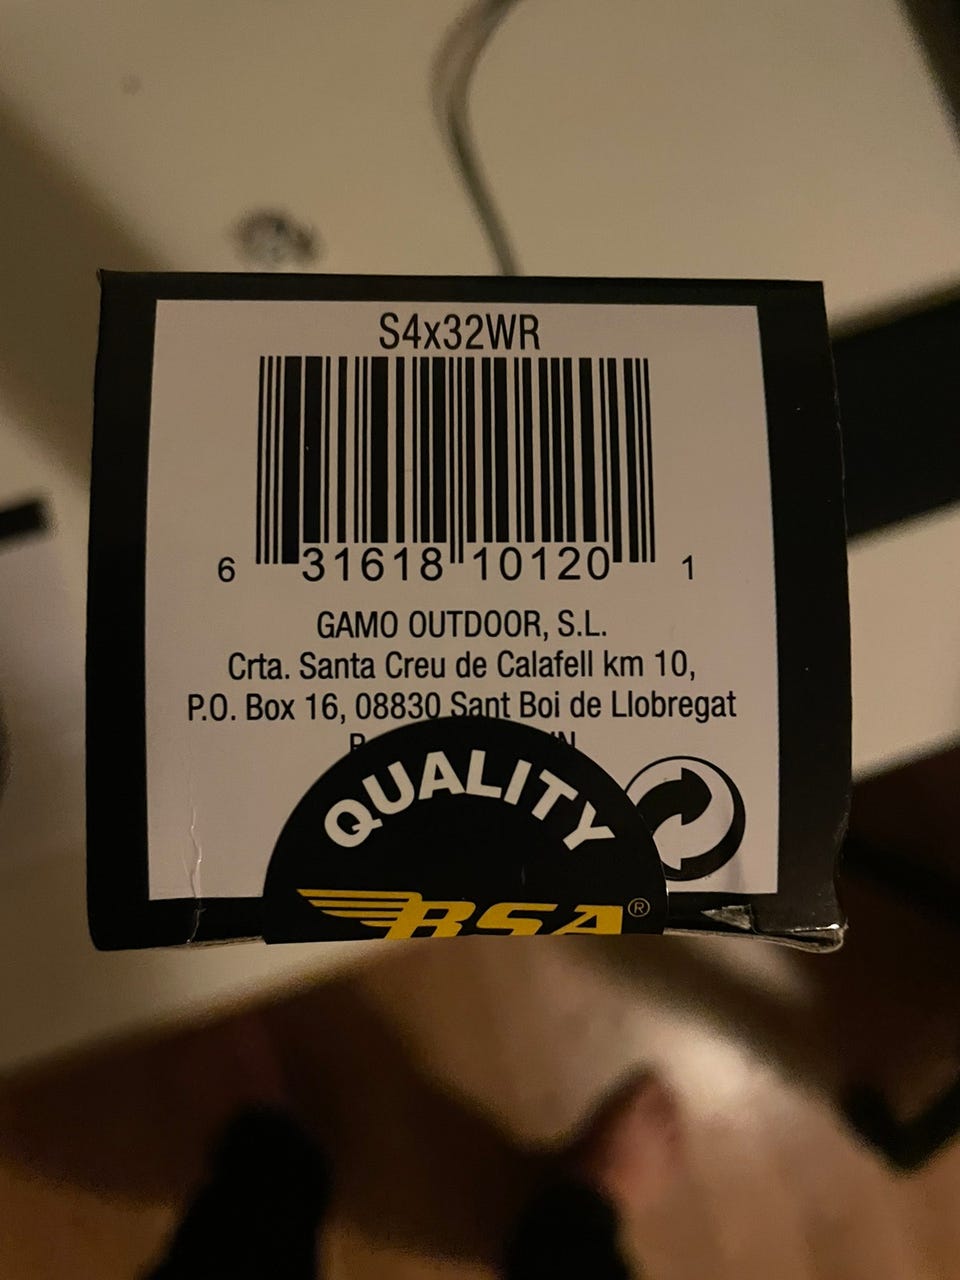 S4x32WR
6 31618 10120 1
GAMO OUTDOOR, S.L.
Crta. Santa Creu de Calafell km 10,
P.O. Box 16, 08830 Sant Boi de Llobregat
QUALITY
BSA®